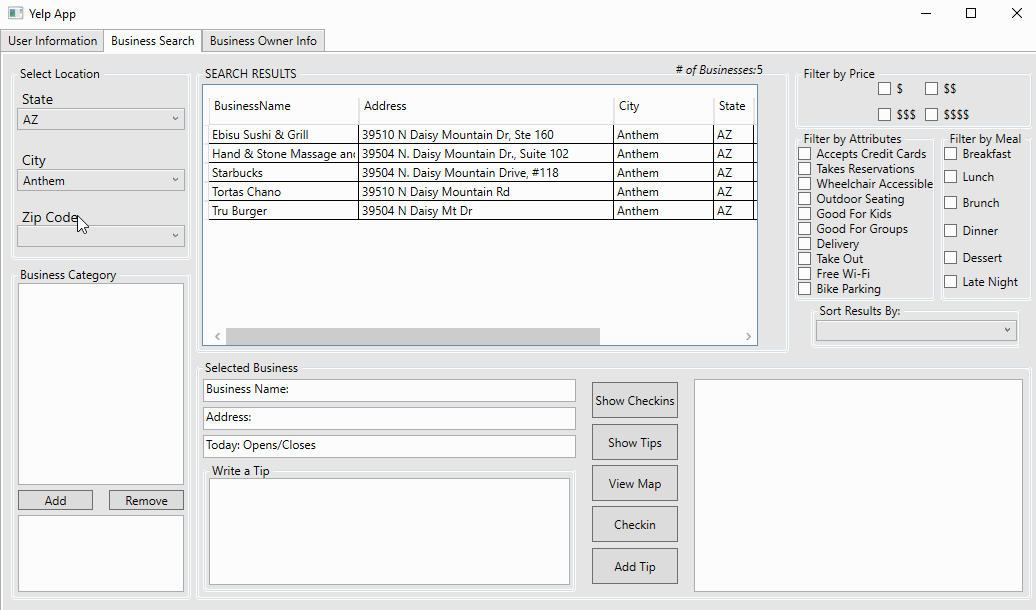 Yelp App
User Information Business Search Business Owner Info
Select Location
State
AZ
City
Anthem
Zip Code
Business Category
Add Remove
SEARCH RESULTS
# of Businesses:5
BusinessName Address City State
Ebisu Sushi & Grill 39510 N Daisy Mountain Dr, Ste 160 Anthem AZ
Hand & Stone Massage and 39504 N. Daisy Mountain Dr., Suite 102 Anthem AZ
Starbucks 39504 N. Daisy Mountain Drive, #118 Anthem AZ
Tortas Chano 39510 N Daisy Mountain Rd Anthem AZ
Tru Burger 39504 N Daisy Mt Dr Anthem AZ
Filter by Price
$ $$
$$$ $$$$
Filter by Attributes
Accepts Credit Cards
Takes Reservations
Wheelchair Accessible
Outdoor Seating
Good For Kids
Good For Groups
Delivery
Take Out
Free Wi-Fi
Bike Parking
Filter by Meal
Breakfast
Lunch
Brunch
Dinner
Dessert
Late Night
Sort Results By:
Selected Business
Business Name:
Address:
Today: Opens/Closes
Write a Tip
Show Checkins
Show Tips
View Map
Checkin
Add Tip